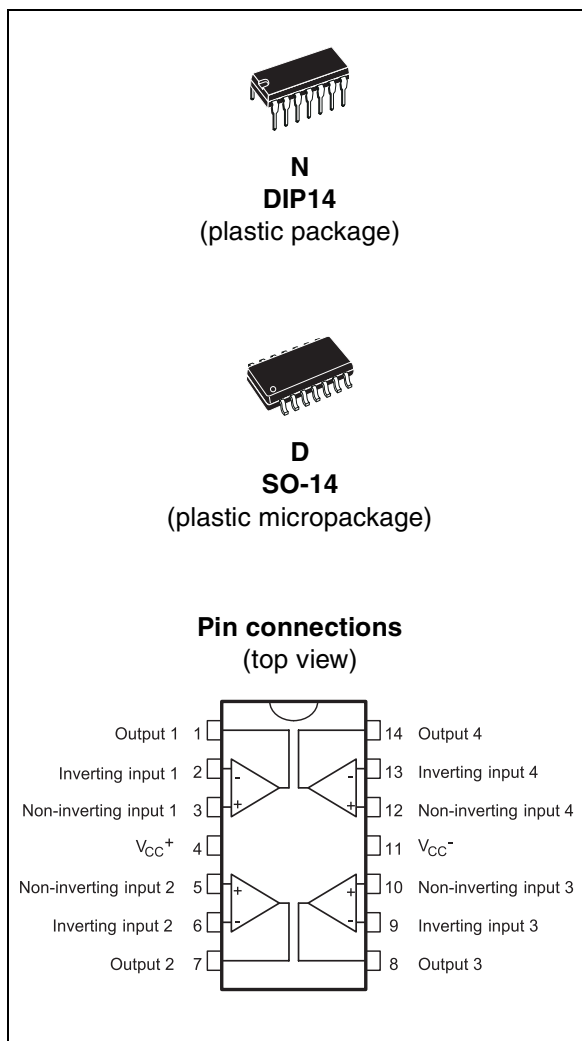 N
DIP14
(plastic package)
D
SO-14
(plastic micropackage)
Pin connections
(top view)
Output 1 1 14 Output 4
Inverting input 1 2 - - 13 Inverting input 4
Non-inverting input 1 3 + + 12 Non-inverting input 4
VCC+ 4 11 VCC-
Non-inverting input 2 5 + + 10 Non-inverting input 3
Inverting input 2 6 - - 9 Inverting input 3
Output 2 7 8 Output 3